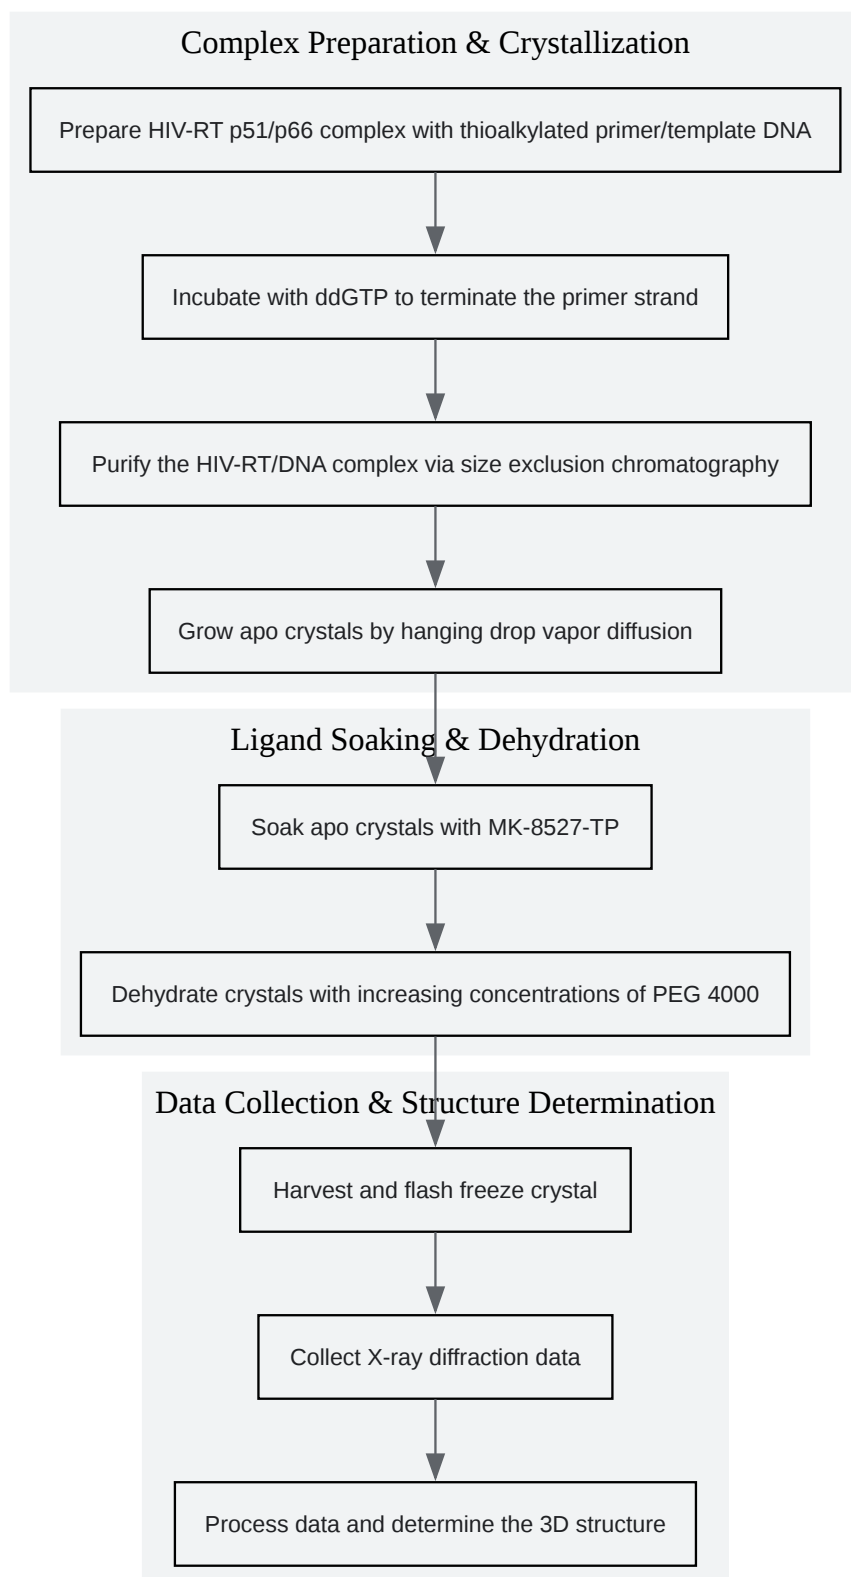 Complex Preparation & Crystallization
Prepare HIV-RT p51/p66 complex with thioalkylated primer/template DNA
Incubate with ddGTP to terminate the primer strand
Purify the HIV-RT/DNA complex via size exclusion chromatography
Grow apo crystals by hanging drop vapor diffusion
Ligand Soaking & Dehydration
Soak apo crystals with MK-8527-TP
Dehydrate crystals with increasing concentrations of PEG 4000
Data Collection & Structure Determination
Harvest and flash freeze crystal
Collect X-ray diffraction data
Process data and determine the 3D structure